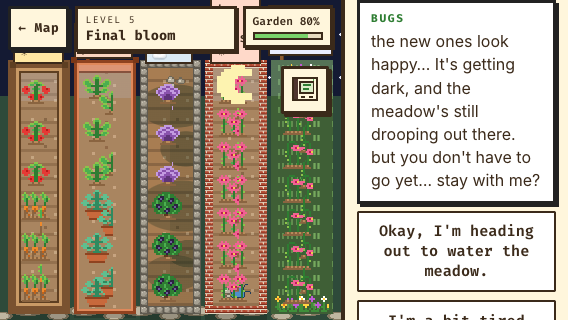 ← Map
LEVEL 5
Final bloom
Garden 80%
BUGS
the new ones look
happy... It's getting
dark, and the
meadow's still
drooping out there.
but you don't have to
go yet... stay with me?
Okay, I'm heading
out to water the
meadow.
I'm a bit tired